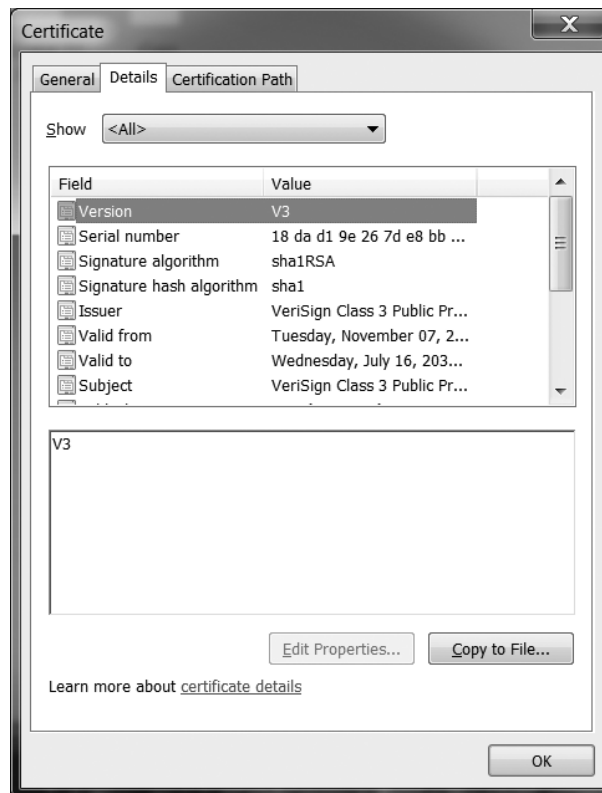 Certificate
X
General Details Certification Path
Show <All>
Field Value
Version V3
Serial number 18 da d1 9e 26 7d e8 bb ...
Signature algorithm sha1RSA
Signature hash algorithm sha1
Issuer VeriSign Class 3 Public Pr...
Valid from Tuesday, November 07, 2...
Valid to Wednesday, July 16, 203...
Subject VeriSign Class 3 Public Pr...
V3
Edit Properties... Copy to File...
Learn more about certificate details
OK